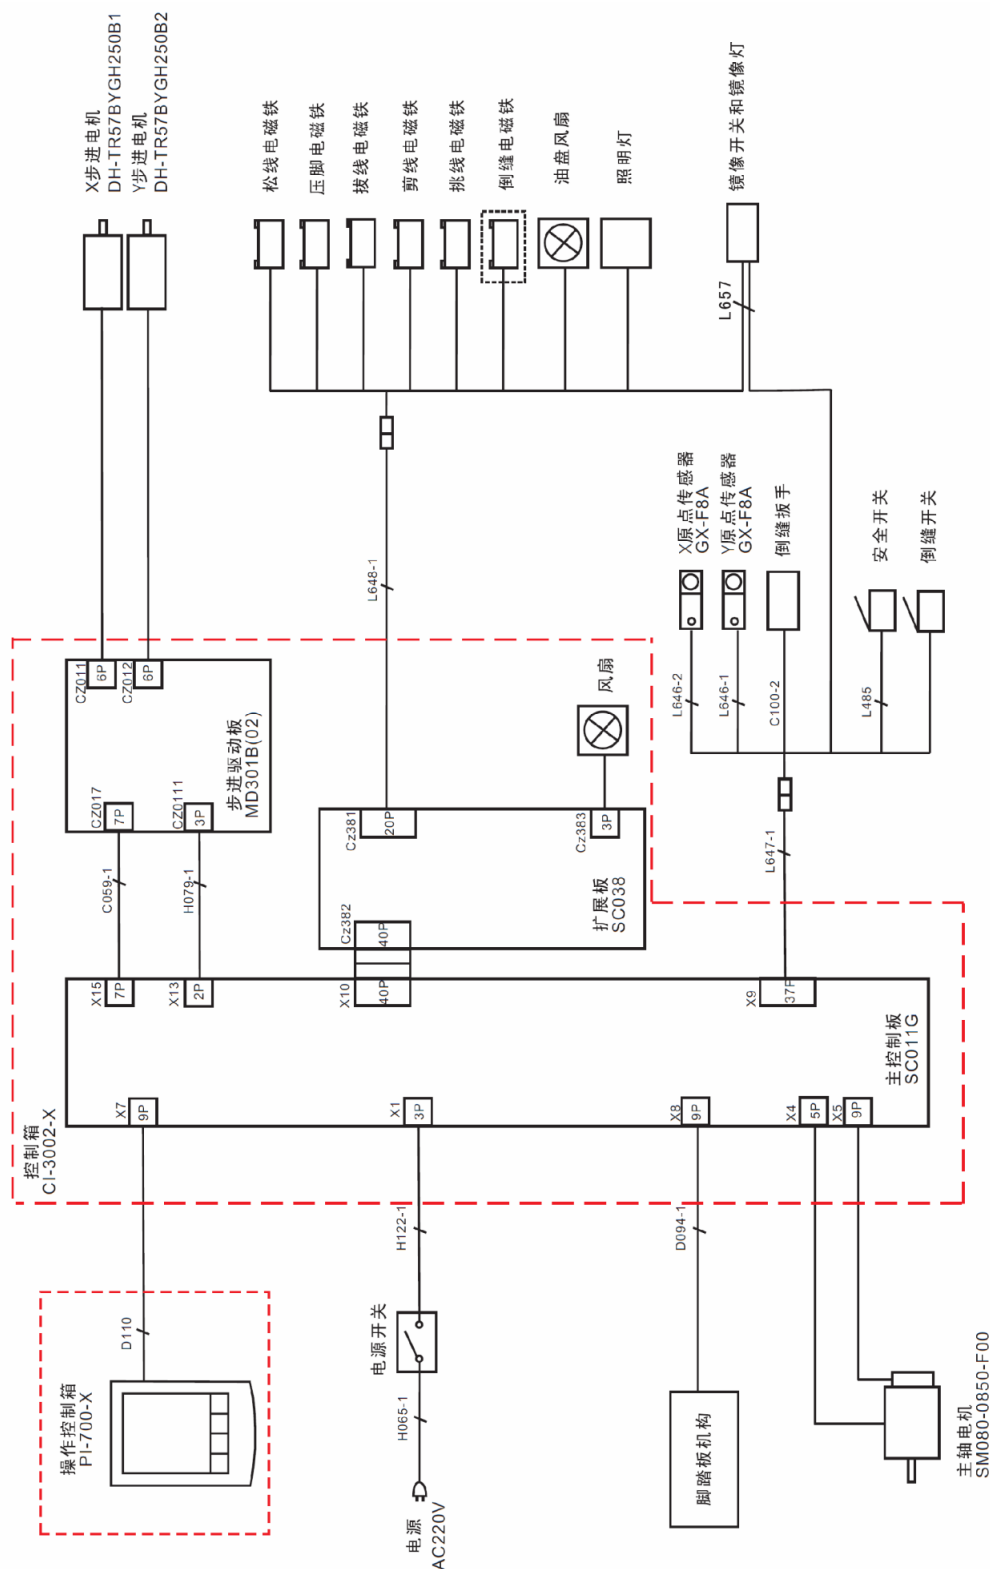 X步进电机
DH-TR57BYGH250B1
Y步进电机
DH-TR57BYGH250B2
松线电磁铁
压脚电磁铁
拔线电磁铁
剪线电磁铁
挑线电磁铁
倒缝电磁铁
油盘风扇
照明灯
镜像开关和镜像灯
L657
L648-1
X原点传感器
GX-F8A
Y原点传感器
GX-F8A
倒缝扳手
安全开关
倒缝开关
L646-2
L646-1
C100-2
L485
L647-1
CZ011
6P
CZ012
6P
步进驱动板
MD301B(02)
CZ017
7P
CZ0111
3P
风扇
Cz381
20P
Cz383
3P
扩展板
SC038
Cz382
40P
C059-1
H079-1
X15
7P
X13
2P
X10
40P
X9
37P
主控制板
SC011G
X7
9P
X1
3P
X8
9P
X4
5P
X5
9P
控制箱
CI-3002-X
D110
H122-1
D094-1
操作控制箱
PI-700-X
电源开关
H065-1
电源
AC220V
脚踏板机构
主轴电机
SM080-0850-F00